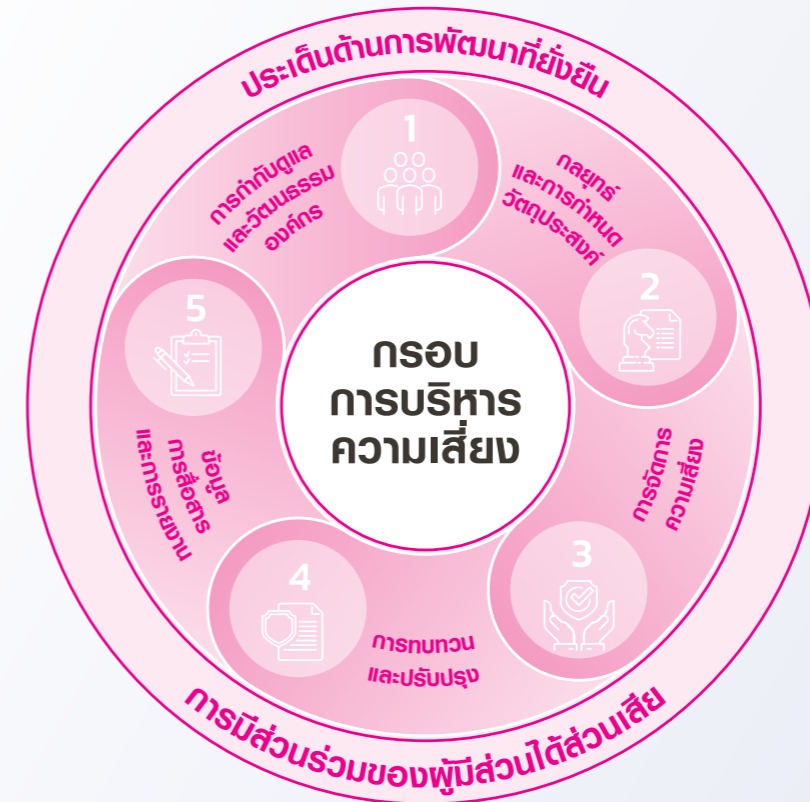 ประเด็นด้านการพัฒนาที่ยั่งยืน
1
การกำกับดูแล
และวัฒนธรรม
องค์กร
2
กลยุทธ์
และการกำหนด
วัตถุประสงค์
3
การจัดการ
ความเสี่ยง
4
การทบทวน
และปรับปรุง
5
ข้อมูล
การสื่อสาร
และการรายงาน
กรอบ
การบริหาร
ความเสี่ยง
การมีส่วนร่วมของผู้มีส่วนได้ส่วนเสีย